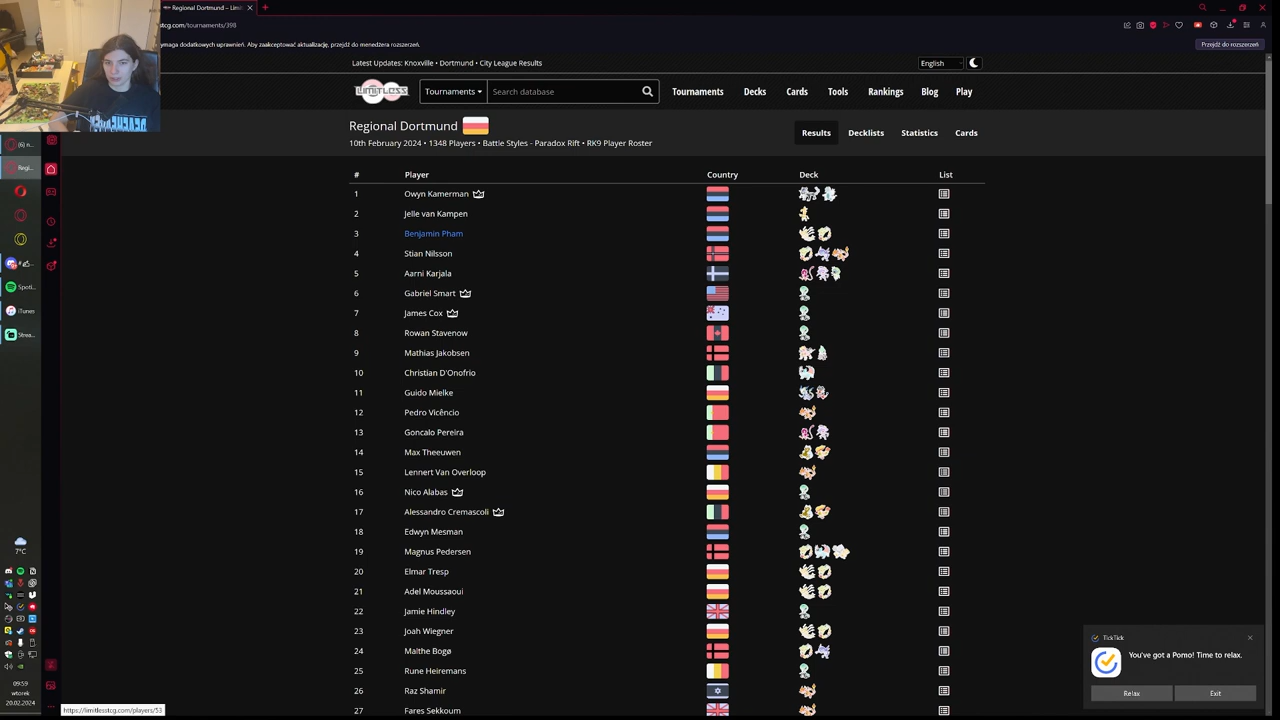 Regional Dortmund – Limi
stcg.com/tournaments/398
ymaga dodatkowych uprawnień. Aby zaakceptować aktualizację, przejdź do menedżera rozszerzeń.
Przejdź do rozszerzeń
Latest Updates: Knoxville • Dortmund • City League Results
English
LIMITLESS
Tournaments
Search database
Tournaments
Decks
Cards
Tools
Rankings
Blog
Play
Regional Dortmund
10th February 2024 • 1348 Players • Battle Styles - Paradox Rift • RK9 Player Roster
Results
Decklists
Statistics
Cards
# Player Country Deck List
1 Owyn Kamerman
2 Jelle van Kampen
3 Benjamin Pham
4 Stian Nilsson
5 Aarni Karjala
6 Gabriel Smart
7 James Cox
8 Rowan Stavenow
9 Mathias Jakobsen
10 Christian D'Onofrio
11 Guido Mielke
12 Pedro Vicêncio
13 Goncalo Pereira
14 Max Theeuwen
15 Lennert Van Overloop
16 Nico Alabas
17 Alessandro Cremascoli
18 Edwyn Mesman
19 Magnus Pedersen
20 Elmar Tresp
21 Adel Moussaoui
22 Jamie Hindley
23 Joah Wiegner
24 Malthe Bogø
25 Rune Heiremans
26 Raz Shamir
27 Fares Sekkoum
(6) n
Regi
Spoti
iTunes
Strea
7°C
09:59
wtorek
20.02.2024
https://limitlesstcg.com/players/53
TickTick
You've got a Pomo! Time to relax.
Relax
Exit